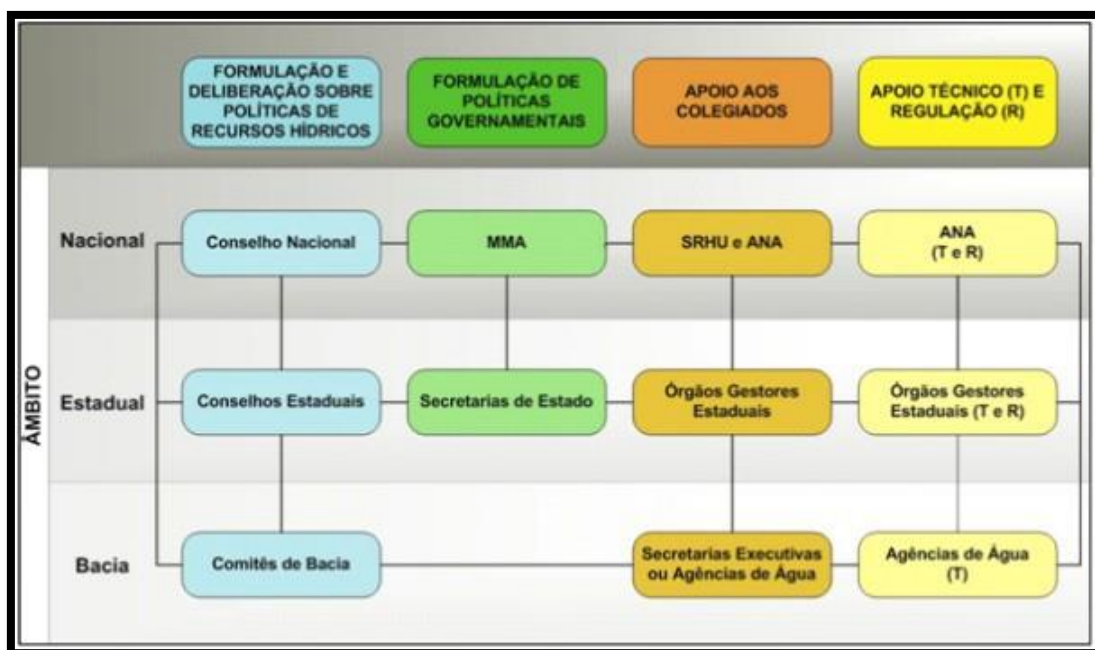 FORMULAÇÃO E
DELIBERAÇÃO SOBRE
POLÍTICAS DE
RECURSOS HÍDRICOS
FORMULAÇÃO DE
POLÍTICAS
GOVERNAMENTAIS
APOIO AOS
COLEGIADOS
APOIO TÉCNICO (T) E
REGULAÇÃO (R)
ÂMBITO
Nacional
Conselho Nacional
MMA
SRHU e ANA
ANA
(T e R)
Estadual
Conselhos Estaduais
Secretarias de Estado
Órgãos Gestores
Estaduais
Órgãos Gestores
Estaduais (T e R)
Bacia
Comitês de Bacia
Secretarias Executivas
ou Agências de Água
Agências de Água
(T)